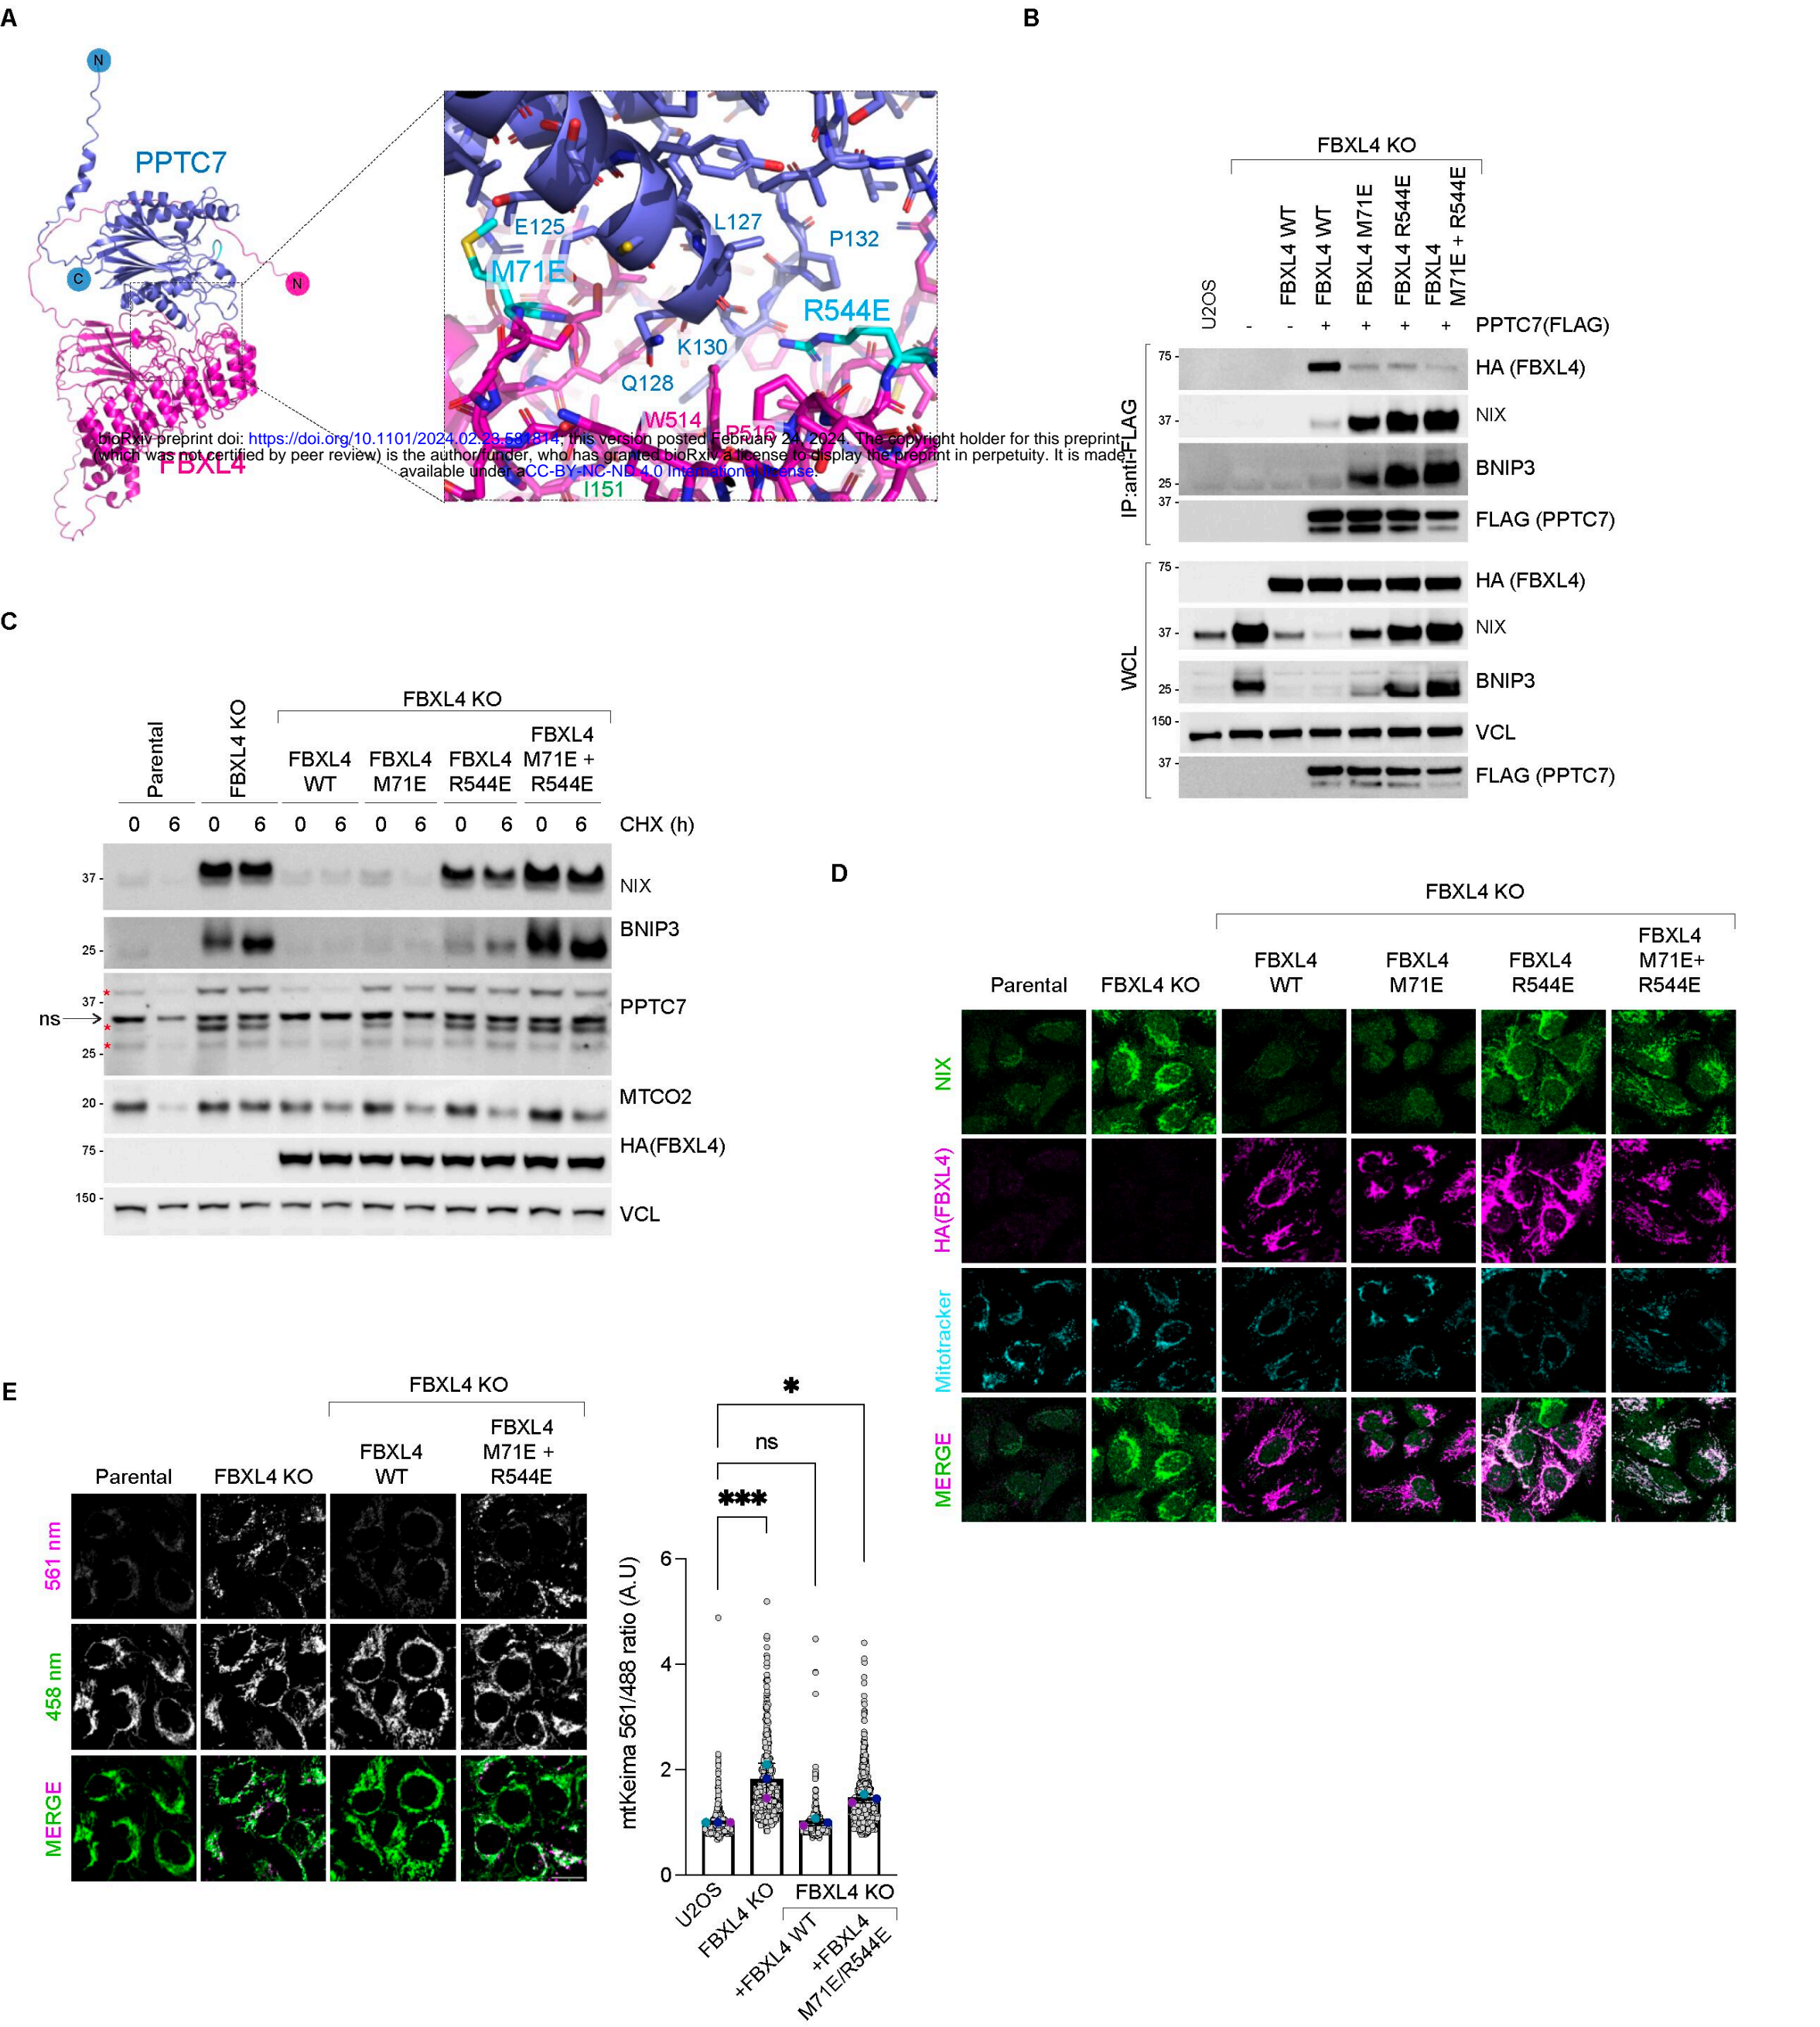 A
N
PPTC7
C
N
FBXL4
E125
L127
P132
M71E
R544E
K130
Q128
W514
R516
I151
bioRxiv preprint doi: https://doi.org/10.1101/2024.02.23.581814; this version posted February 24, 2024. The copyright holder for this preprint
(which was not certified by peer review) is the author/funder, who has granted bioRxiv a license to display the preprint in perpetuity. It is made
available under aCC-BY-NC-ND 4.0 International license.
B
FBXL4 KO
U2OS
FBXL4 WT
FBXL4 WT
FBXL4 M71E
FBXL4 R544E
FBXL4
M71E + R544E
- - + + + + PPTC7(FLAG)
IP:anti-FLAG
75 - HA (FBXL4)
37 - NIX
25 - BNIP3
37 - FLAG (PPTC7)
WCL
75 - HA (FBXL4)
37 - NIX
25 - BNIP3
150 - VCL
37 - FLAG (PPTC7)
C
Parental
FBXL4 KO
FBXL4 KO
FBXL4
WT
FBXL4
M71E
FBXL4
R544E
FBXL4
M71E +
R544E
0 6 0 6 0 6 0 6 0 6 0 6 CHX (h)
37 - NIX
25 - BNIP3
*
37 - PPTC7
ns
*
*
25 -
20 - MTCO2
75 - HA(FBXL4)
150 - VCL
D
FBXL4 KO
Parental
FBXL4 KO
FBXL4
WT
FBXL4
M71E
FBXL4
R544E
FBXL4
M71E+
R544E
NIX
HA(FBXL4)
Mitotracker
MERGE
E
FBXL4 KO
Parental
FBXL4 KO
FBXL4
WT
FBXL4
M71E +
R544E
561 nm
458 nm
MERGE
*
ns
***
mtKeima 561/488 ratio (A.U)
6
4
2
0
U2OS
FBXL4 KO
FBXL4 KO
+FBXL4 WT
+FBXL4
M71E/R544E